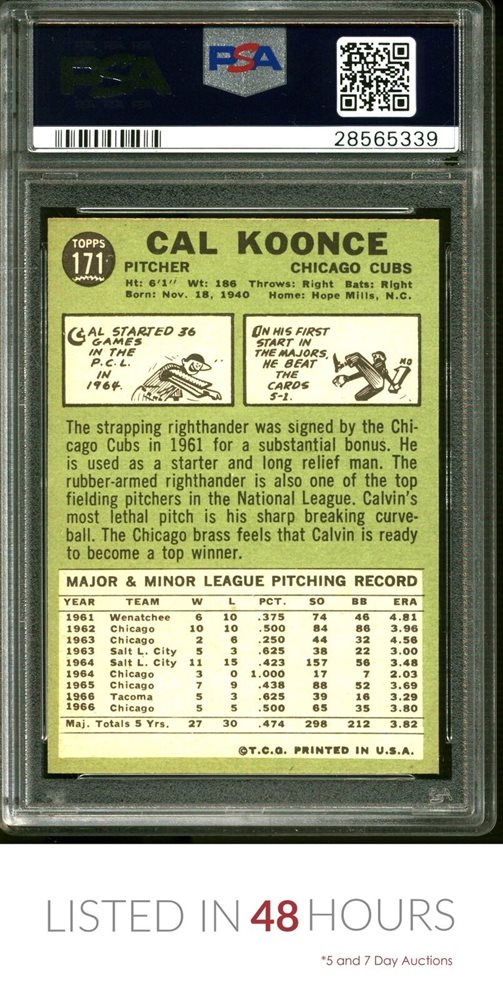 PSA
PSA
28565339
TOPPS
171
CAL KOONCE
PITCHER CHICAGO CUBS
Ht: 6'1" Wt: 186 Throws: Right Bats: Right
Born: Nov. 18, 1940 Home: Hope Mills, N.C.
CAL STARTED 36
GAMES
IN THE
P.C.L.
IN
1964.
ON HIS FIRST
START IN
THE MAJORS,
HE BEAT
THE
CARDS
5-1.
The strapping righthander was signed by the Chi-
cago Cubs in 1961 for a substantial bonus. He
is used as a starter and long relief man. The
rubber-armed righthander is also one of the top
fielding pitchers in the National League. Calvin's
most lethal pitch is his sharp breaking curve-
ball. The Chicago brass feels that Calvin is ready
to become a top winner.
MAJOR & MINOR LEAGUE PITCHING RECORD
YEAR TEAM W L PCT. SO BB ERA
1961 Wenatchee 6 10 .375 74 46 4.81
1962 Chicago 10 10 .500 84 86 3.96
1963 Chicago 2 6 .250 44 32 4.56
1963 Salt L. City 5 3 .625 38 22 3.00
1964 Salt L. City 11 15 .423 157 56 3.48
1964 Chicago 3 0 1.000 17 7 2.03
1965 Chicago 7 9 .438 88 52 3.69
1966 Tacoma 5 3 .625 39 16 3.29
1966 Chicago 5 5 .500 65 35 3.80
Maj. Totals 5 Yrs. 27 30 .474 298 212 3.82
©T.C.G. PRINTED IN U.S.A.
LISTED IN 48 HOURS
*5 and 7 Day Auctions